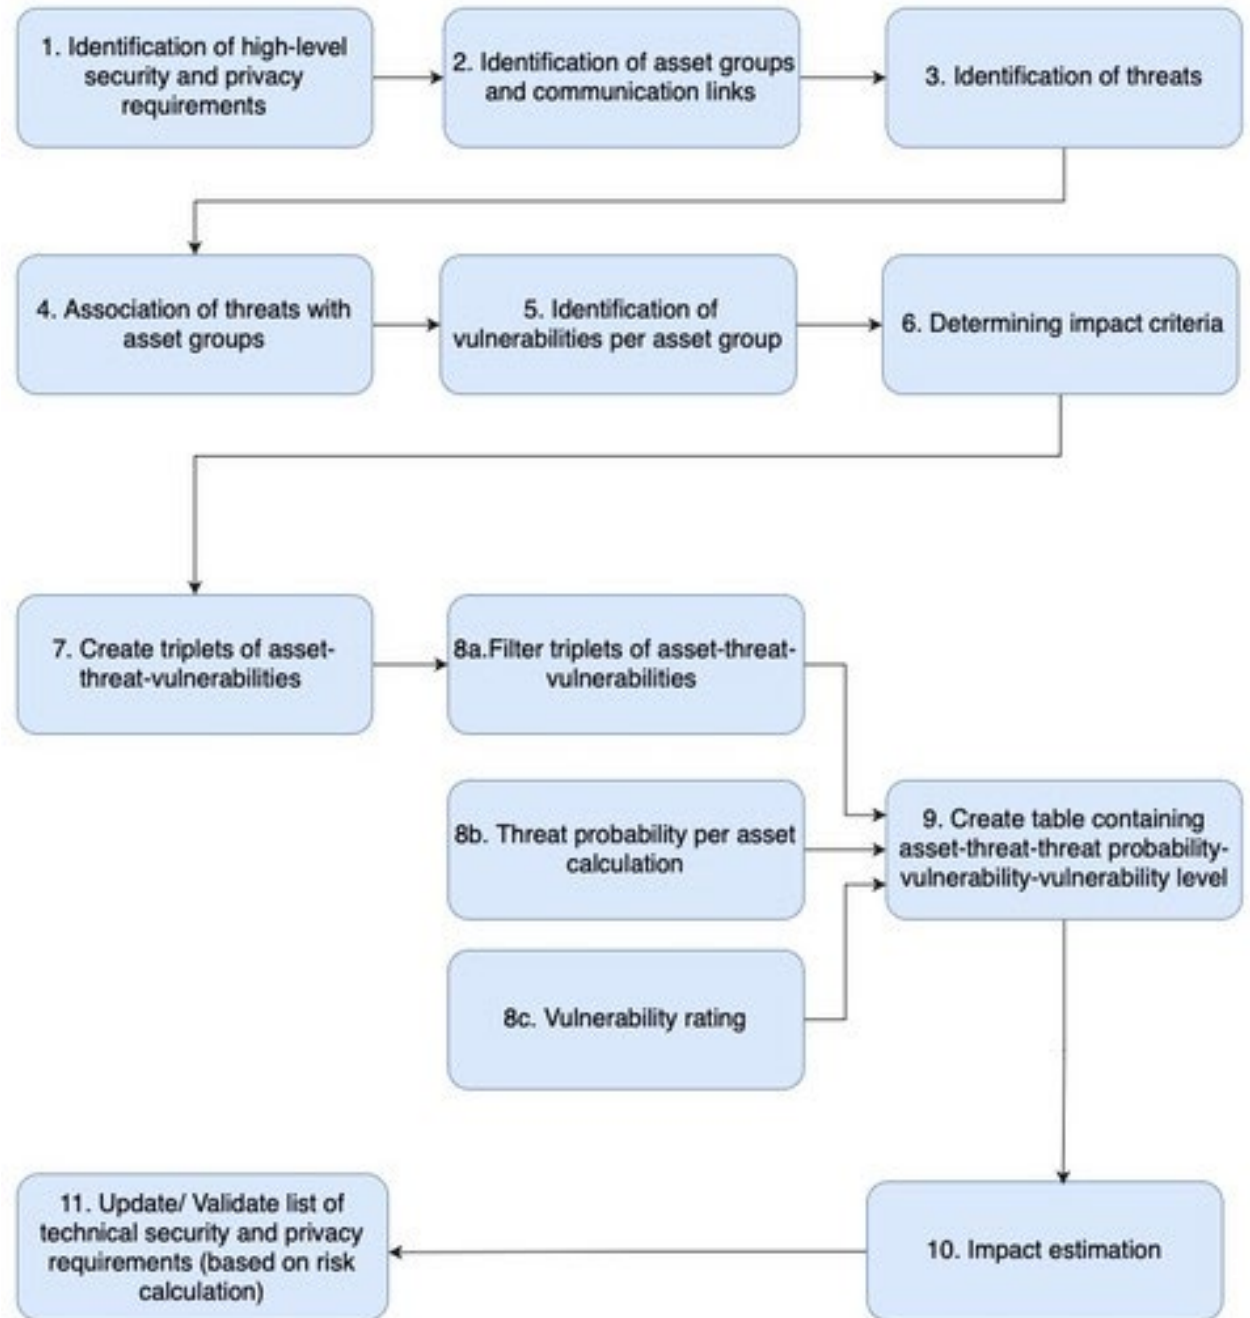 1. Identification of high-level
security and privacy
requirements
2. Identification of asset groups
and communication links
3. Identification of threats
4. Association of threats with
asset groups
5. Identification of
vulnerabilities per asset group
6. Determining impact criteria
7. Create triplets of asset-
threat-vulnerabilities
8a.Filter triplets of asset-threat-
vulnerabilities
8b. Threat probability per asset
calculation
8c. Vulnerability rating
9. Create table containing
asset-threat-threat probability-
vulnerability-vulnerability level
10. Impact estimation
11. Update/ Validate list of
technical security and privacy
requirements (based on risk
calculation)